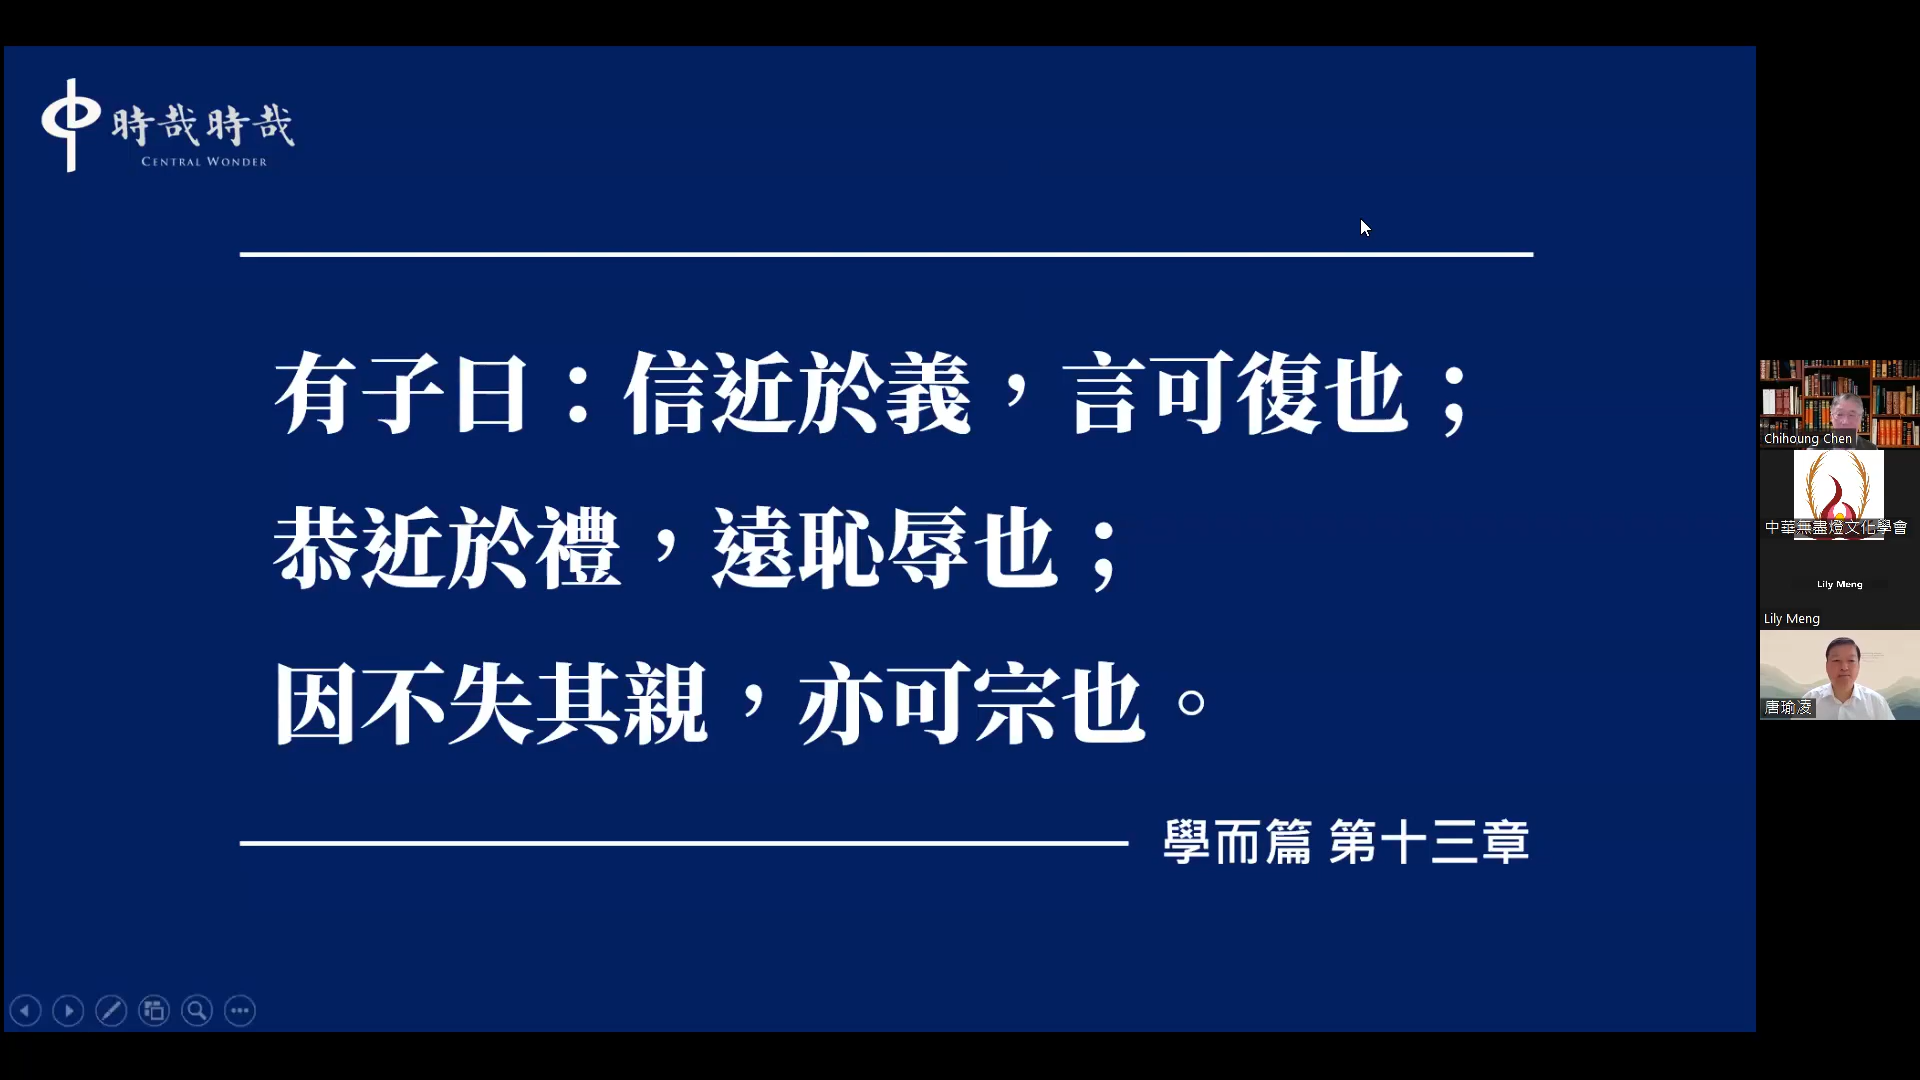 時哉時哉
CENTRAL WONDER
有子曰：信近於義，言可復也；
恭近於禮，遠恥辱也；
因不失其親，亦可宗也。
學而篇 第十三章
Chihoung Chen
中華無盡燈文化學會
Lily Meng
Lily Meng
唐瑜凌